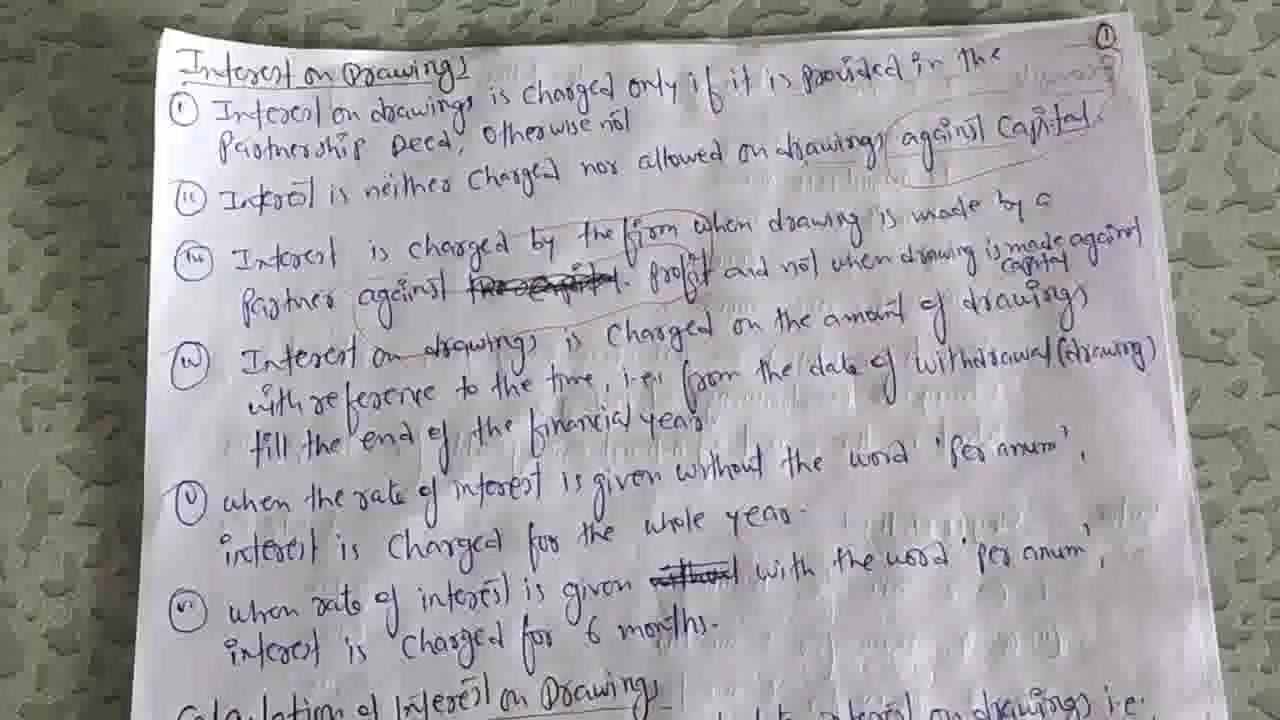 ①
Interest on Drawings
(i) Interest on drawings is charged only if it is provided in the
Partnership Deed, otherwise not
(ii) Interest is neither charged nor allowed on drawings against Capital.
(iii) Interest is charged by the firm when drawing is made by a
Partner against profit and not when drawing is made against
capital
(iv) Interest on drawings is charged on the amount of drawings
with reference to the time, i.e; from the date of withdrawal (drawing)
till the end of the financial year.
(v) when the rate of interest is given without the word 'per anum',
interest is charged for the whole year.
(vi) when rate of interest is given with the word 'per anum',
interest is charged for 6 months.
Calculation of Interest on Drawings
interest on drawings i.e.